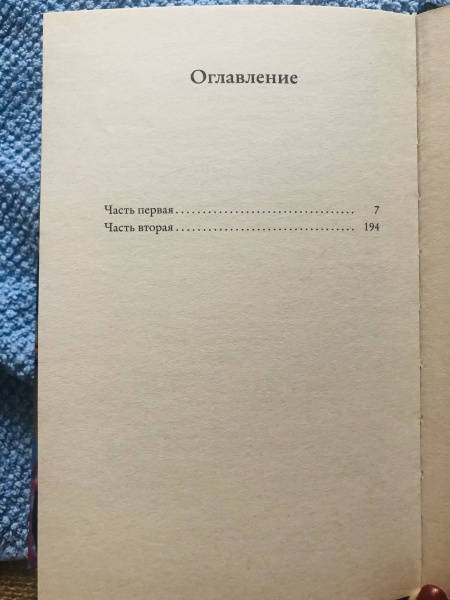 Оглавление
Часть первая . . . . . . . . . . . . . . . . . . . . . . . . . . . . . . . . . . 7
Часть вторая . . . . . . . . . . . . . . . . . . . . . . . . . . . . . . . . . . 194